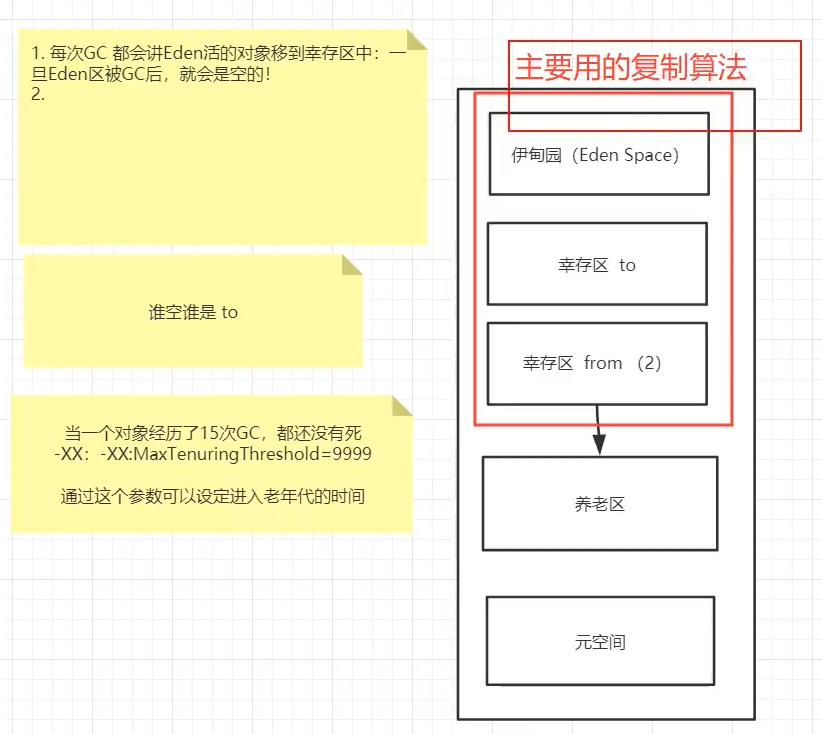 1. 每次GC 都会讲Eden活的对象移到幸存区中：一
旦Eden区被GC后，就会是空的！
2.
谁空谁是 to
当一个对象经历了15次GC，都还没有死
-XX：-XX:MaxTenuringThreshold=9999
通过这个参数可以设定进入老年代的时间
主要用的复制算法
伊甸园（Eden Space）
幸存区 to
幸存区 from （2）
养老区
元空间